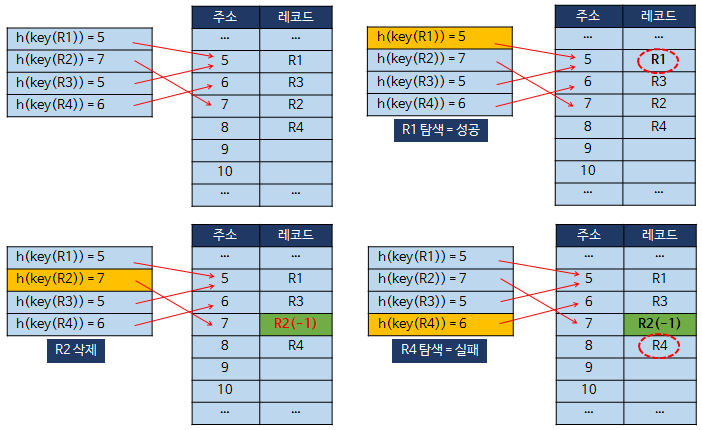 주소 레코드
h(key(R1)) = 5
h(key(R2)) = 7
h(key(R3)) = 5
h(key(R4)) = 6
... ...
5 R1
6 R3
7 R2
8 R4
9
10
... ...
주소 레코드
h(key(R1)) = 5
h(key(R2)) = 7
h(key(R3)) = 5
h(key(R4)) = 6
R1 탐색 = 성공
... ...
5 R1
6 R3
7 R2
8 R4
9
10
... ...
주소 레코드
h(key(R1)) = 5
h(key(R2)) = 7
h(key(R3)) = 5
h(key(R4)) = 6
R2 삭제
... ...
5 R1
6 R3
7 R2(-1)
8 R4
9
10
... ...
주소 레코드
h(key(R1)) = 5
h(key(R2)) = 7
h(key(R3)) = 5
h(key(R4)) = 6
R4 탐색 = 실패
... ...
5 R1
6 R3
7 R2(-1)
8 R4
9
10
... ...